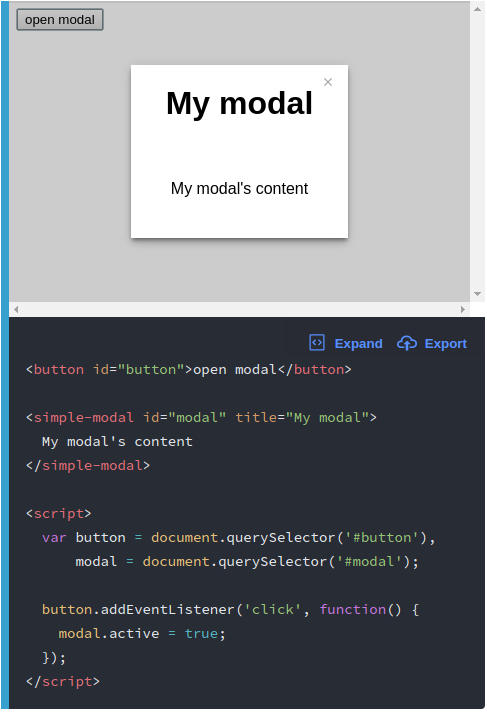 open modal
×
My modal
My modal's content
Expand Export
<button id="button">open modal</button>
<simple-modal id="modal" title="My modal">
  My modal's content
</simple-modal>
<script>
  var button = document.querySelector('#button'),
      modal = document.querySelector('#modal');
  button.addEventListener('click', function() {
    modal.active = true;
  });
</script>